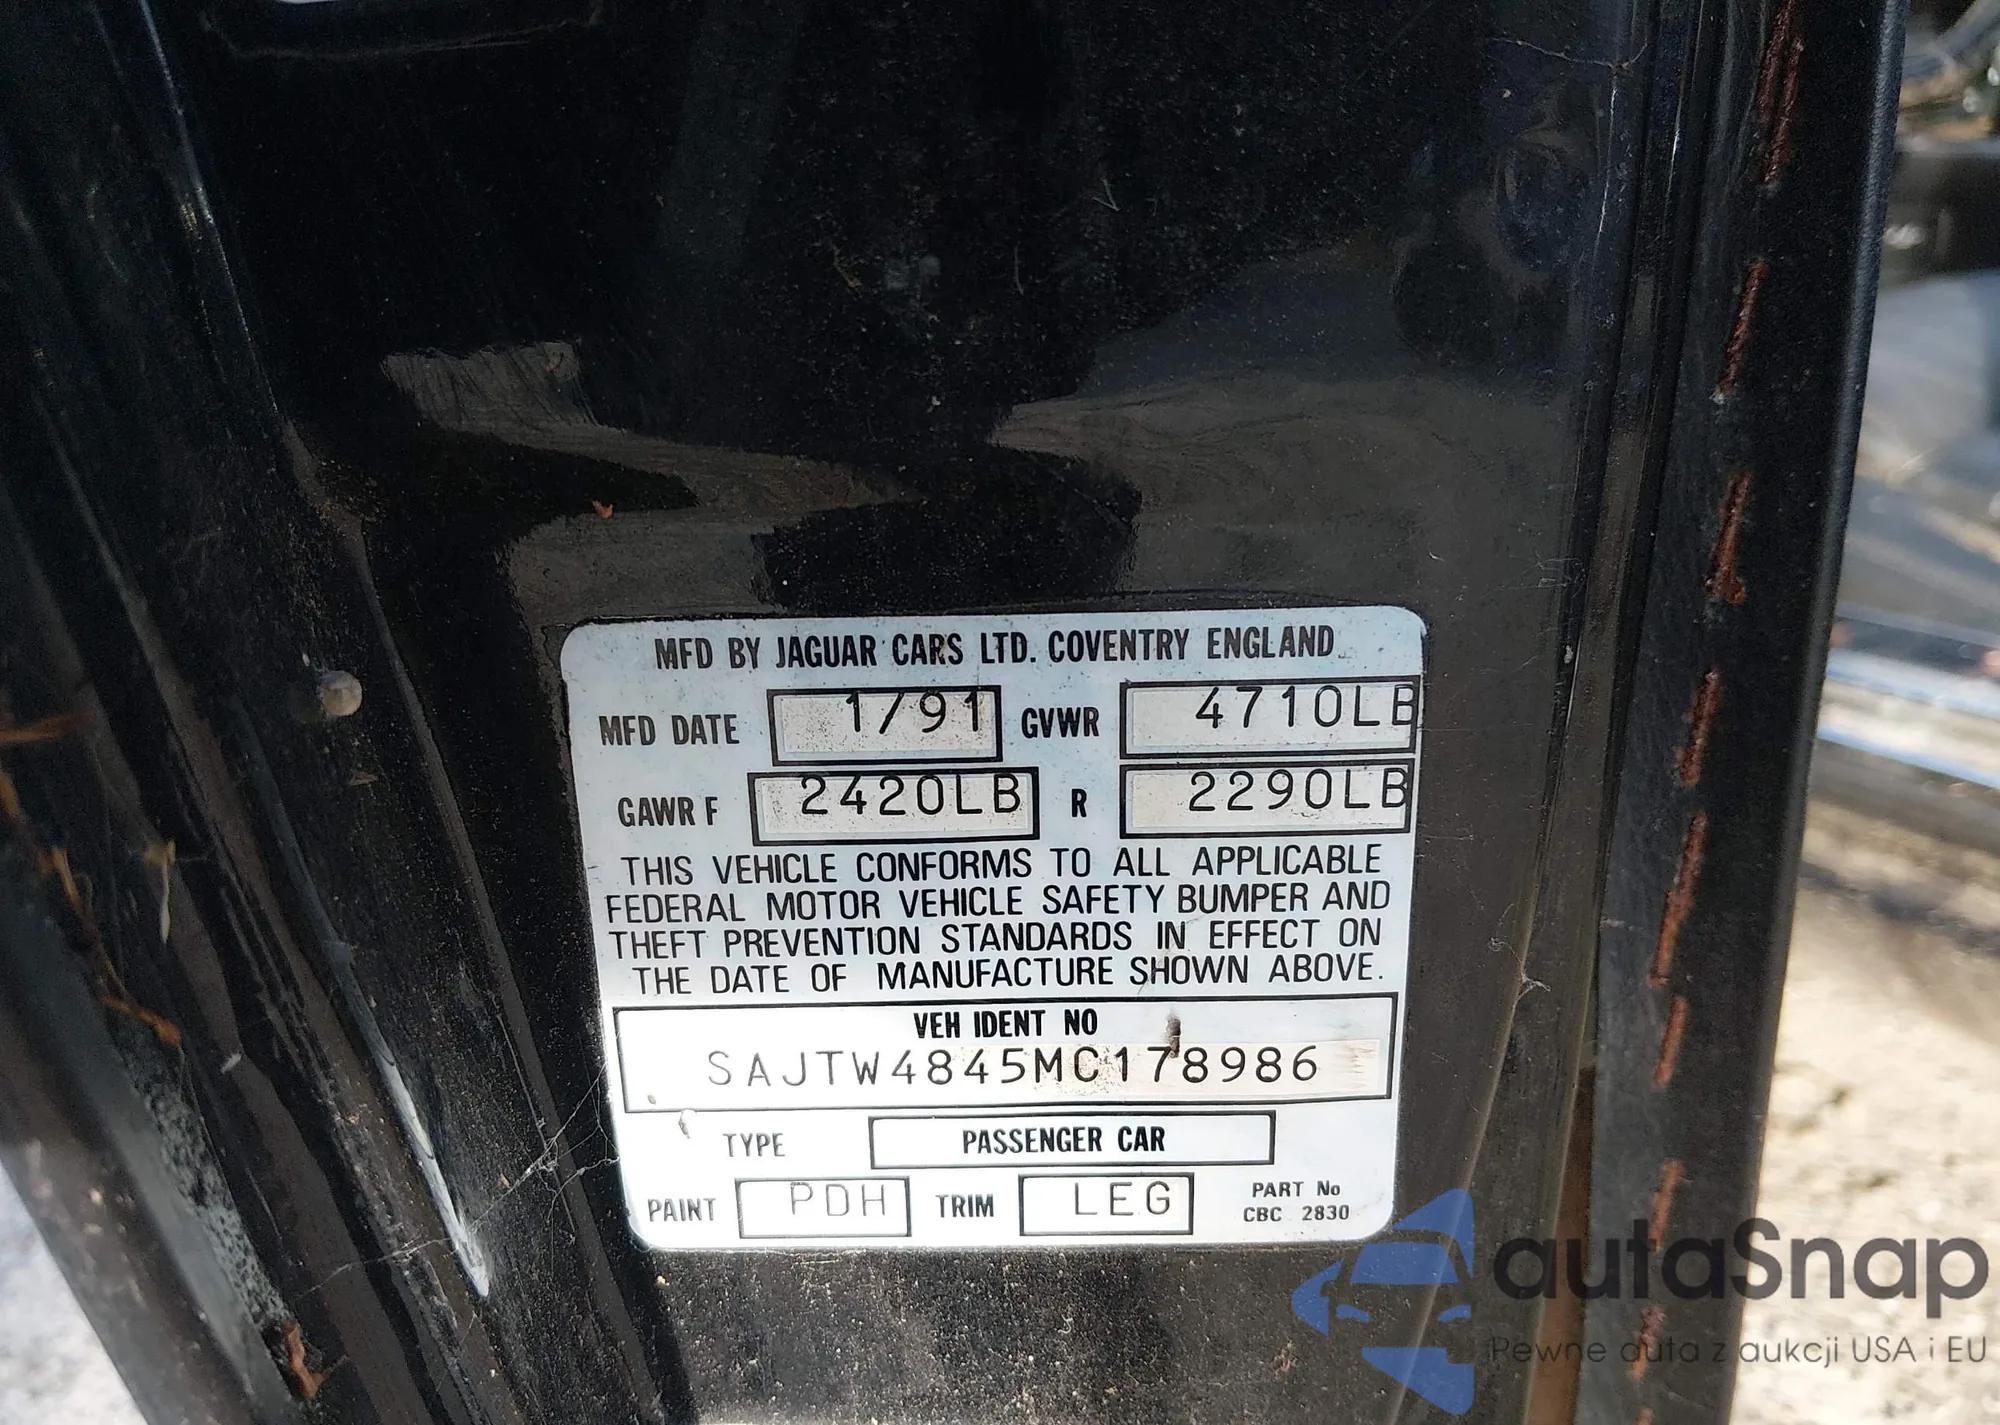 MFD BY JAGUAR CARS LTD. COVENTRY ENGLAND
MFD DATE 1/91 GVWR 4710LB
GAWR F 2420LB R 2290LB
THIS VEHICLE CONFORMS TO ALL APPLICABLE
FEDERAL MOTOR VEHICLE SAFETY BUMPER AND
THEFT PREVENTION STANDARDS IN EFFECT ON
THE DATE OF MANUFACTURE SHOWN ABOVE.
VEH IDENT NO
SAJTW4845MC178986
TYPE PASSENGER CAR
PAINT PDH TRIM LEG PART No
CBC 2830
autaSnap
Pewne auta z aukcji USA i EU